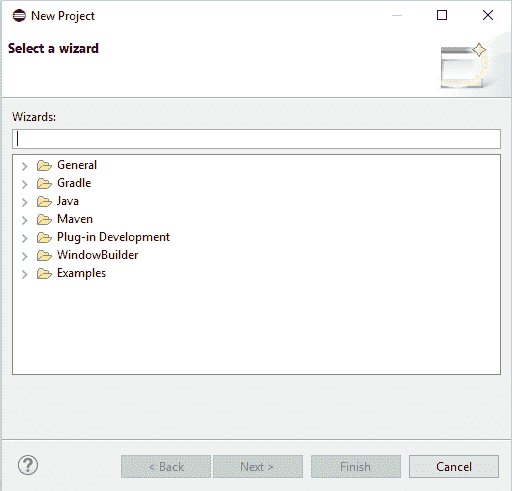 New Project
Select a wizard
Wizards:
General
Gradle
Java
Maven
Plug-in Development
WindowBuilder
Examples
?
< Back
Next >
Finish
Cancel